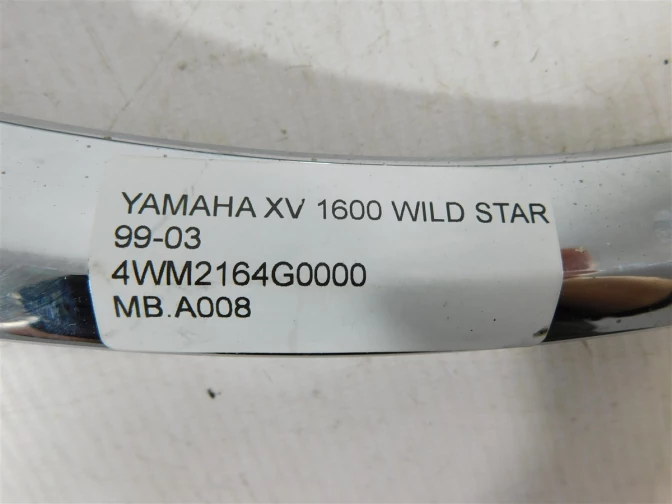 YAMAHA XV 1600 WILD STAR
99-03
4WM2164G0000
MB.A008